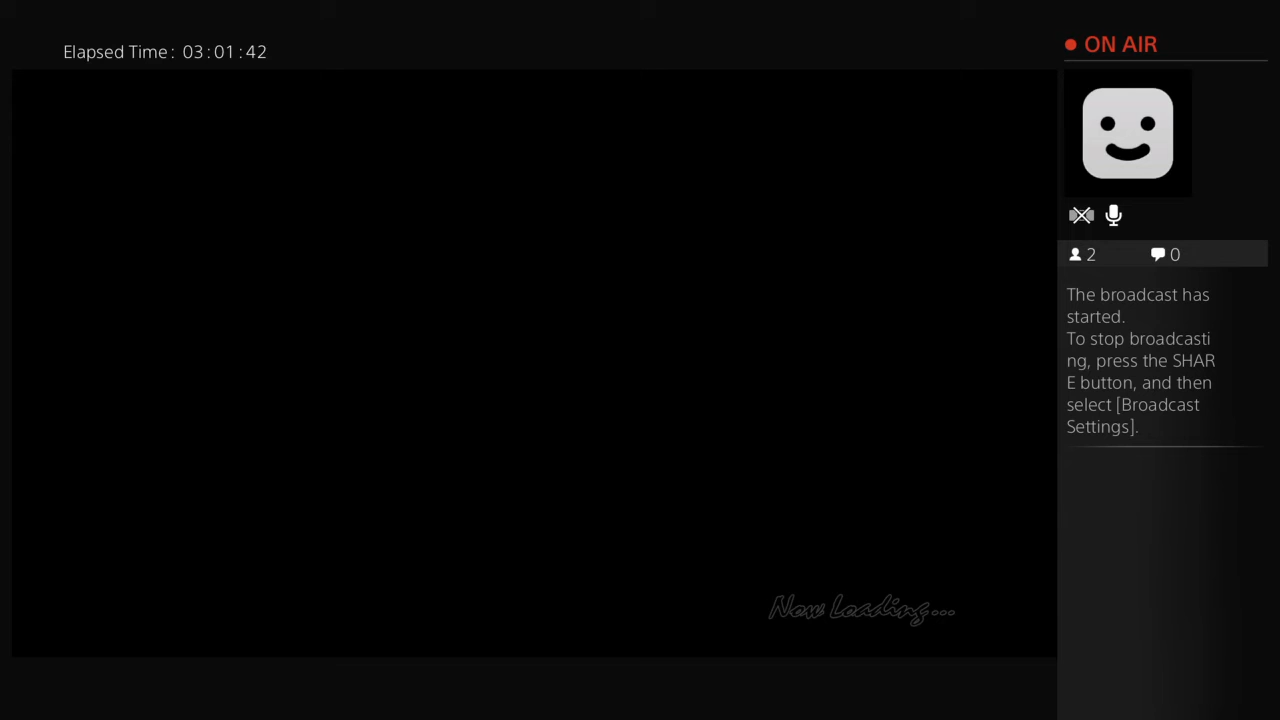 Elapsed Time: 03:01:42
ON AIR
2 0
The broadcast has
started.
To stop broadcasti
ng, press the SHAR
E button, and then
select [Broadcast
Settings].
Now Loading...